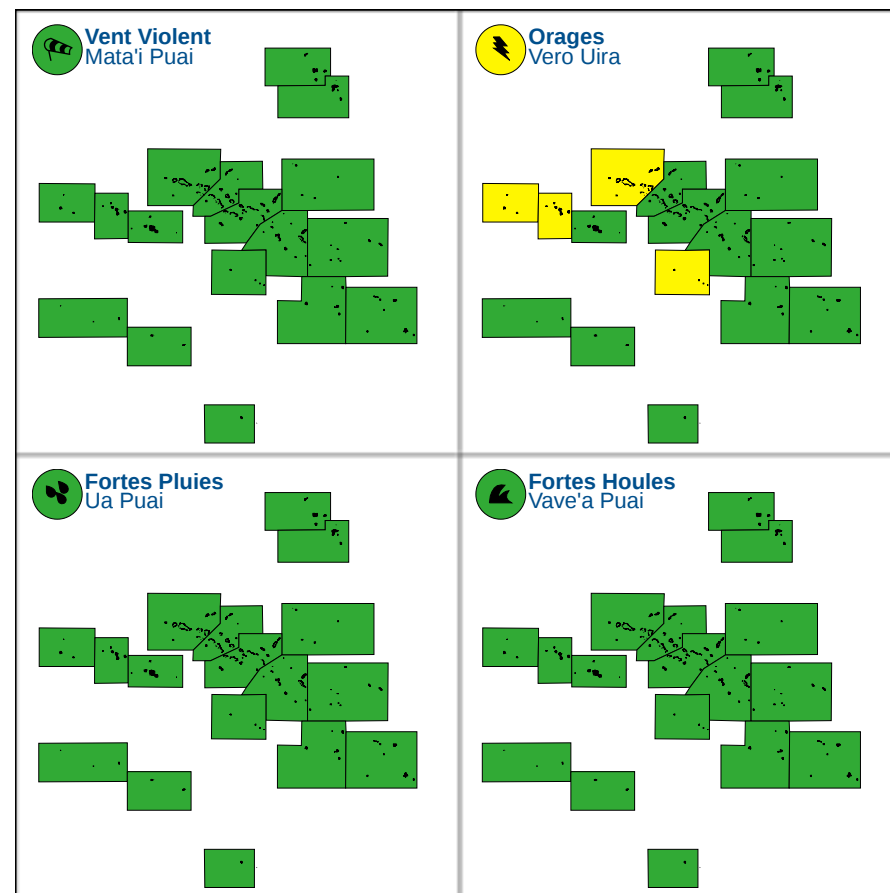 Vent Violent
Mata'i Puai
Orages
Vero Uira
Fortes Pluies
Ua Puai
Fortes Houles
Vave'a Puai